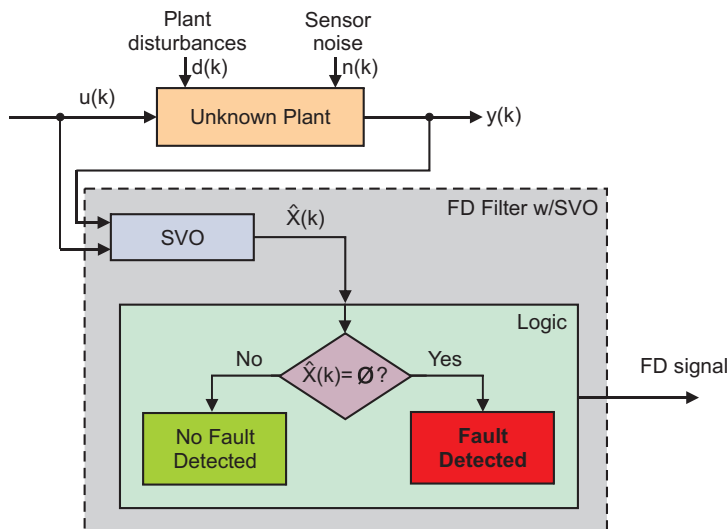 Plant
disturbances
Sensor
noise
d(k)
n(k)
u(k)
Unknown Plant
y(k)
FD Filter w/SVO
SVO
X̂(k)
Logic
No
X̂(k)= Ø ?
Yes
FD signal
No Fault
Detected
Fault
Detected